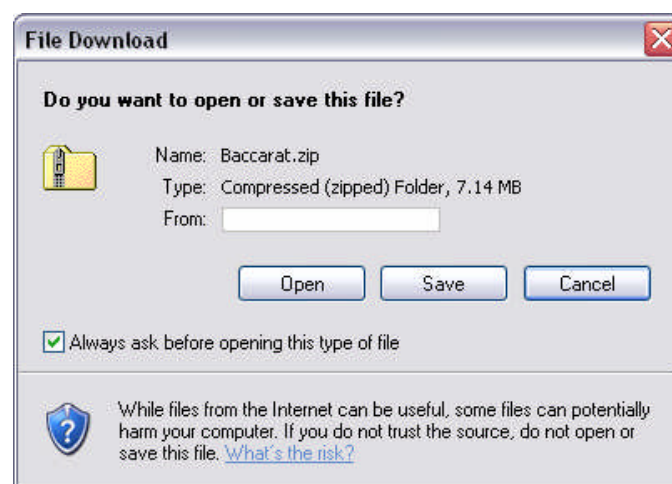 File Download
Do you want to open or save this file?
Name: Baccarat.zip
Type: Compressed (zipped) Folder, 7.14 MB
From:
Open Save Cancel
Always ask before opening this type of file
While files from the Internet can be useful, some files can potentially
harm your computer. If you do not trust the source, do not open or
save this file. What's the risk?